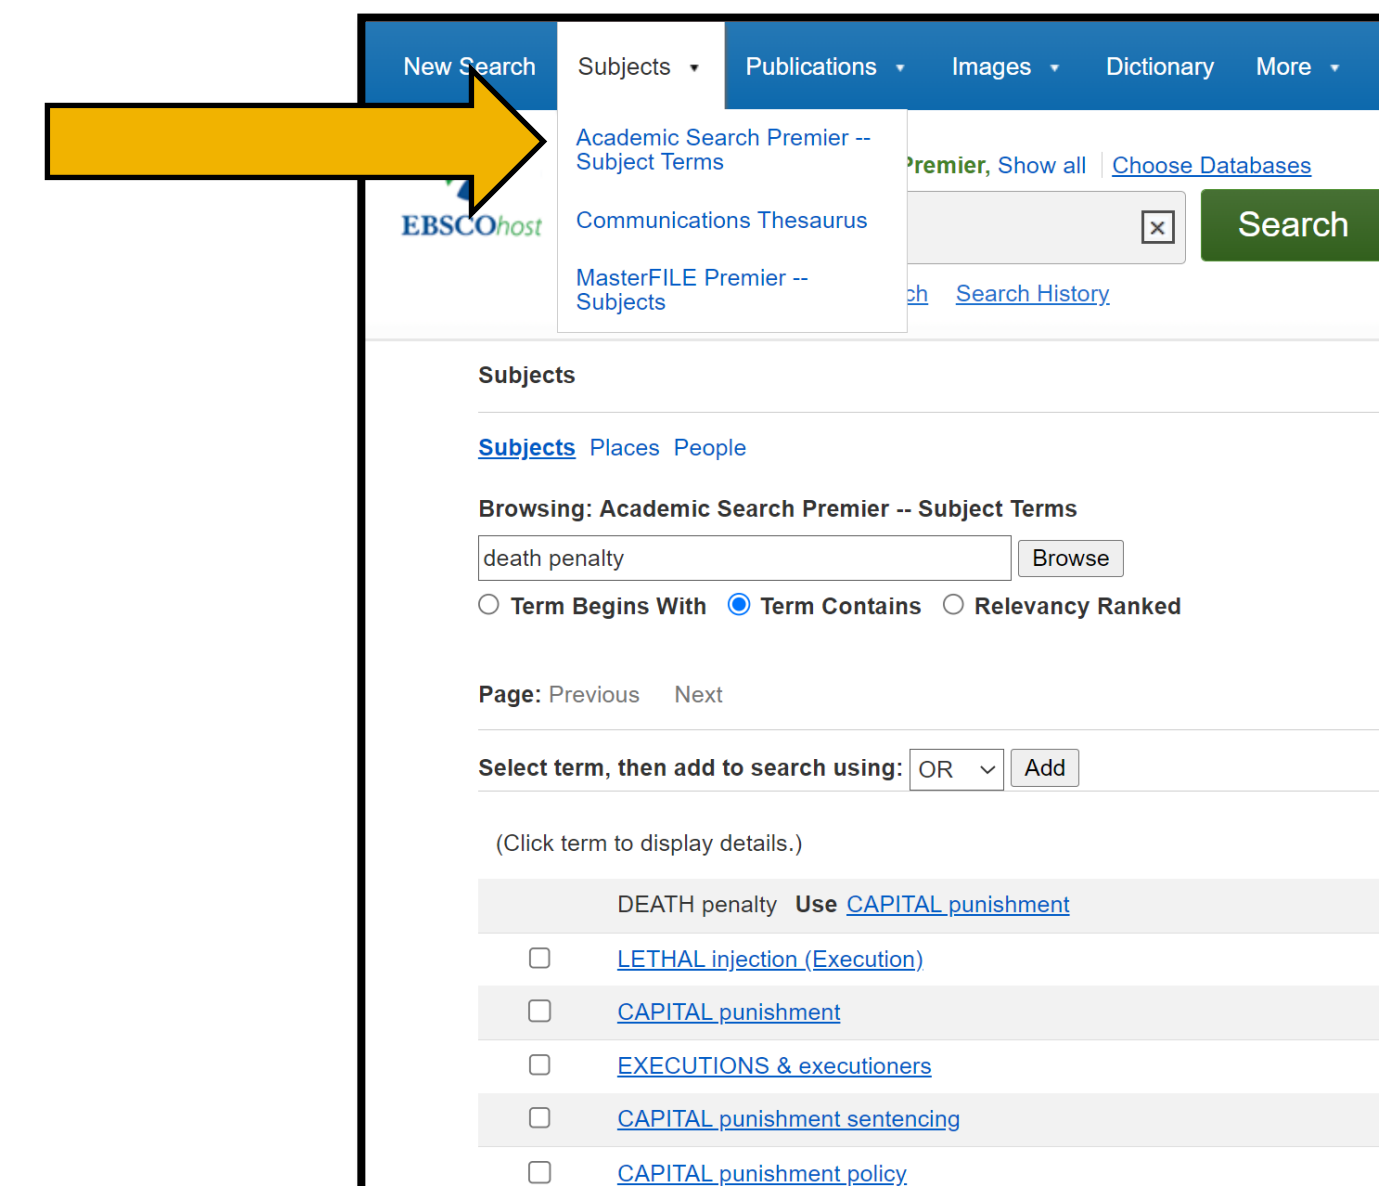 New Search Subjects Publications Images Dictionary More
Academic Search Premier --
Subject Terms
Premier, Show all Choose Databases
EBSCOhost
Communications Thesaurus
Search
MasterFILE Premier --
Subjects
Search History
Subjects
Subjects Places People
Browsing: Academic Search Premier -- Subject Terms
death penalty Browse
Term Begins With Term Contains Relevancy Ranked
Page: Previous Next
Select term, then add to search using: OR Add
(Click term to display details.)
DEATH penalty Use CAPITAL punishment
LETHAL injection (Execution)
CAPITAL punishment
EXECUTIONS & executioners
CAPITAL punishment sentencing
CAPITAL punishment policy